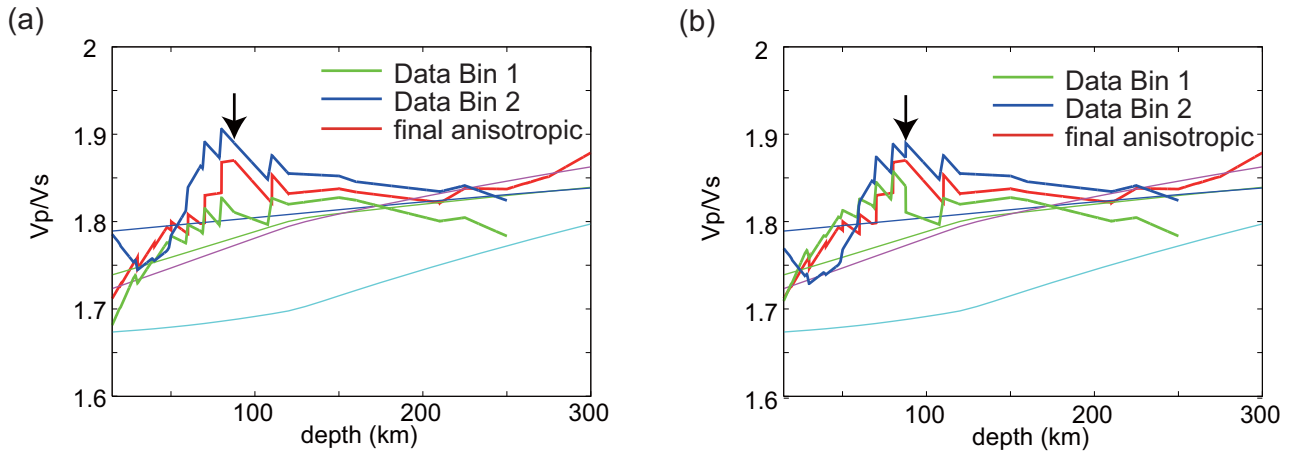 (a)
2
1.9
1.8
1.7
1.6
Vp/Vs
Data Bin 1
Data Bin 2
final anisotropic
100
200
300
depth (km)
(b)
2
1.9
1.8
1.7
1.6
Vp/Vs
Data Bin 1
Data Bin 2
final anisotropic
100
200
300
depth (km)